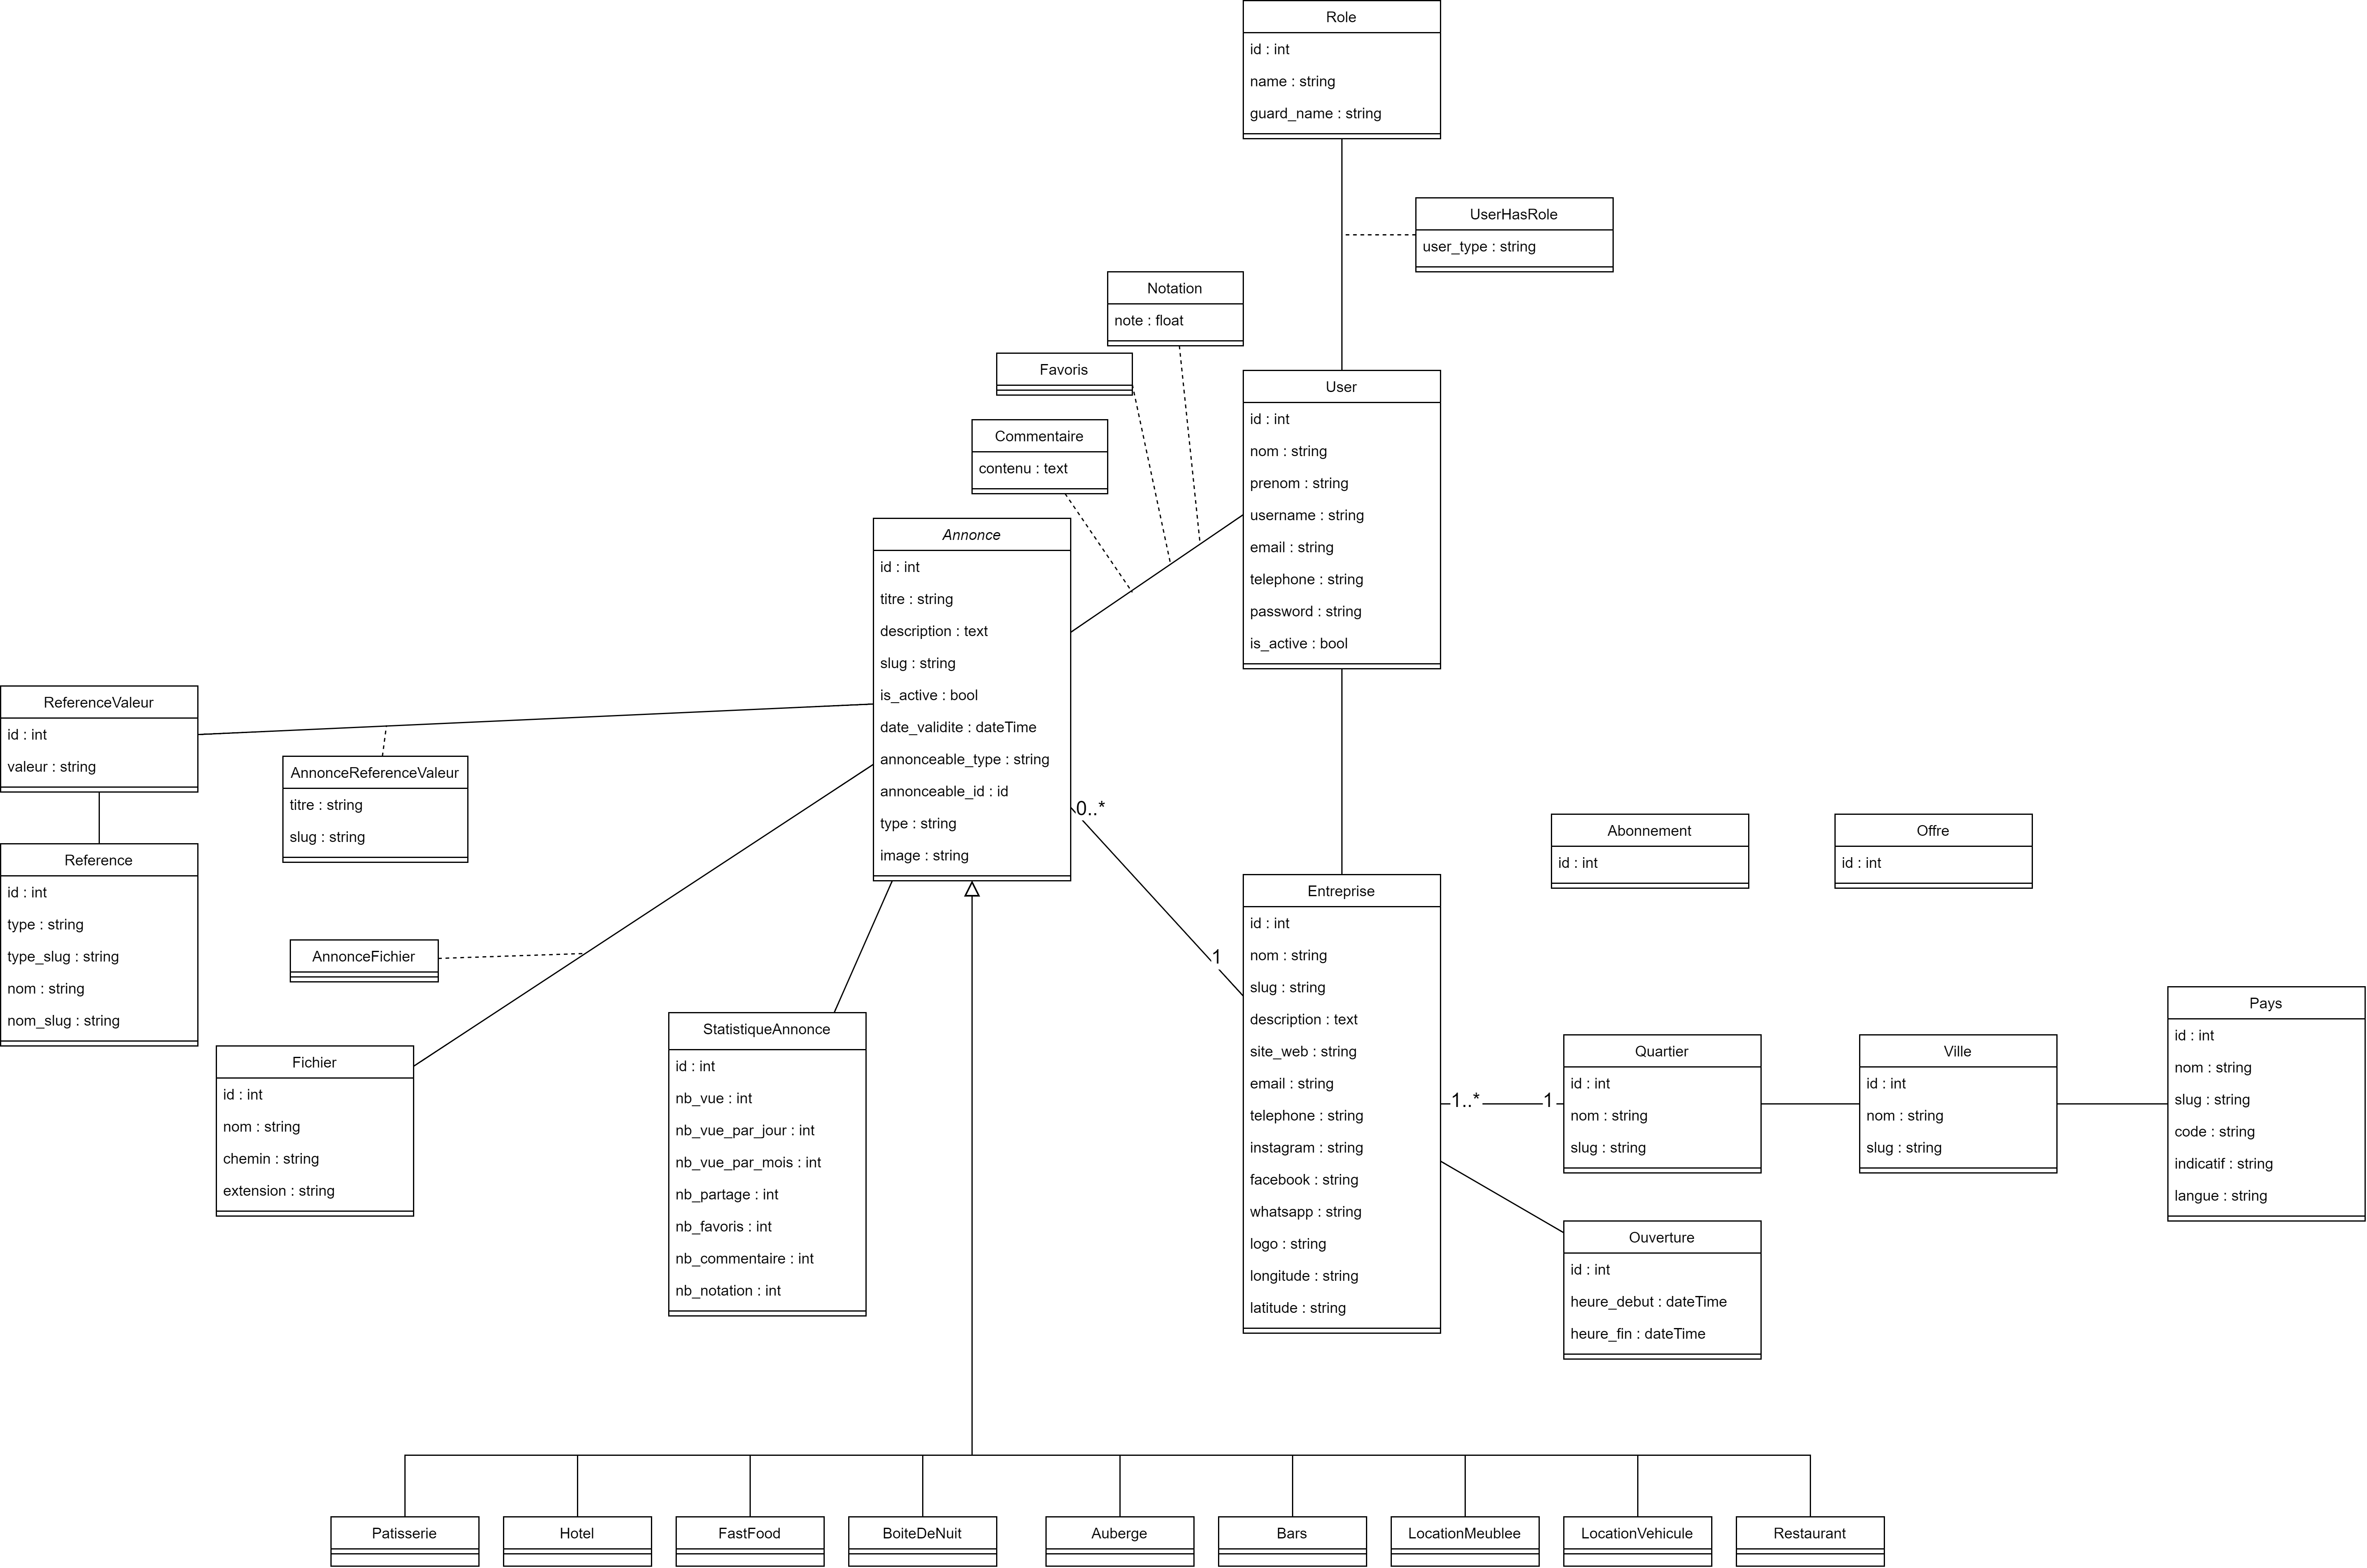 Role
id : int
name : string
guard_name : string
UserHasRole
user_type : string
Notation
note : float
Favoris
Commentaire
contenu : text
User
id : int
nom : string
prenom : string
username : string
email : string
telephone : string
password : string
is_active : bool
Annonce
id : int
titre : string
description : text
slug : string
is_active : bool
date_validite : dateTime
annonceable_type : string
annonceable_id : id
type : string
image : string
ReferenceValeur
id : int
valeur : string
AnnonceReferenceValeur
titre : string
slug : string
Reference
id : int
type : string
type_slug : string
nom : string
nom_slug : string
AnnonceFichier
Fichier
id : int
nom : string
chemin : string
extension : string
StatistiqueAnnonce
id : int
nb_vue : int
nb_vue_par_jour : int
nb_vue_par_mois : int
nb_partage : int
nb_favoris : int
nb_commentaire : int
nb_notation : int
0..*
1
Entreprise
id : int
nom : string
slug : string
description : text
site_web : string
email : string
telephone : string
instagram : string
facebook : string
whatsapp : string
logo : string
longitude : string
latitude : string
Abonnement
id : int
Offre
id : int
1..*
1
Quartier
id : int
nom : string
slug : string
Ville
id : int
nom : string
slug : string
Pays
id : int
nom : string
slug : string
code : string
indicatif : string
langue : string
Ouverture
id : int
heure_debut : dateTime
heure_fin : dateTime
Patisserie
Hotel
FastFood
BoiteDeNuit
Auberge
Bars
LocationMeublee
LocationVehicule
Restaurant